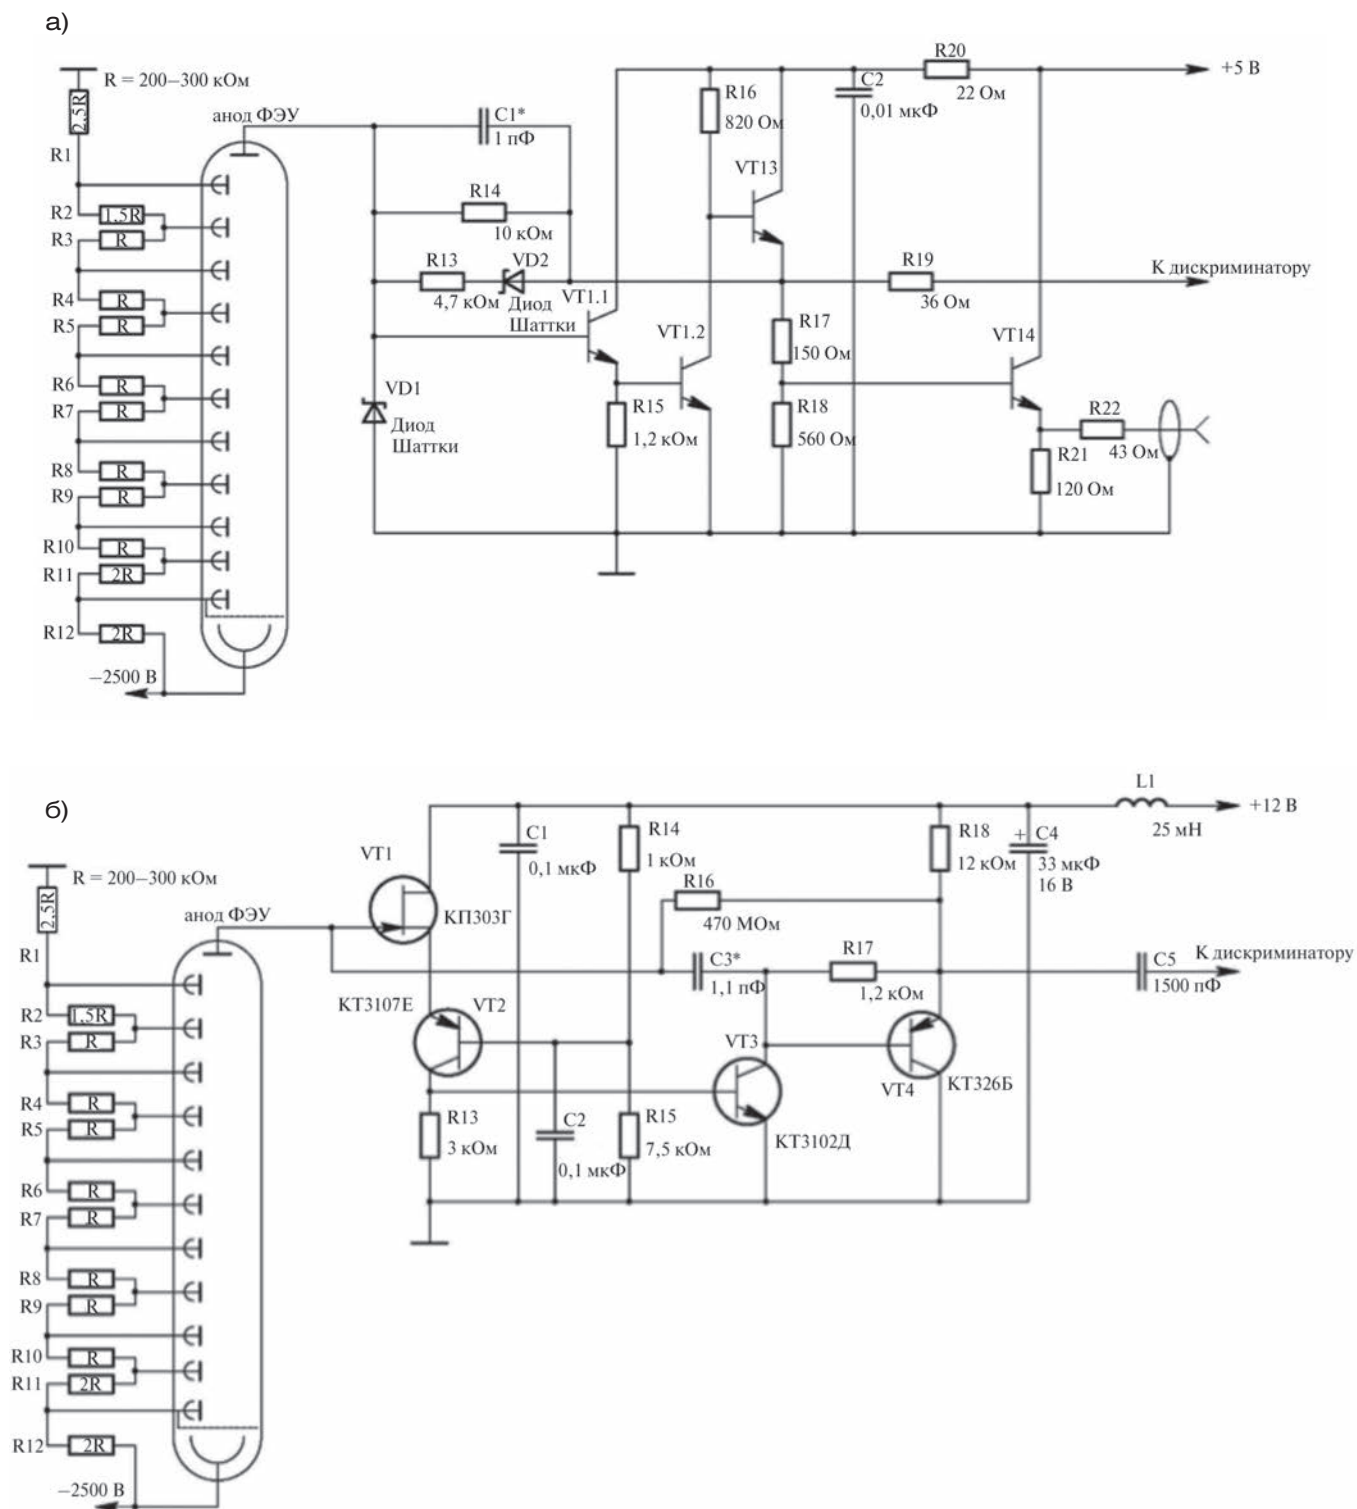 а)
R = 200–300 кОм
2,5R
R1
R2
1,5R
R3
R
R4
R
R5
R
R6
R
R7
R
R8
R
R9
R
R10
R
R11
2R
R12
2R
–2500 В
анод ФЭУ
C1*
1 пФ
R14
10 кОм
R13
4,7 кОм
VD2
Диод
Шаттки
VD1
Диод
Шаттки
VT1.1
R15
1,2 кОм
VT1.2
R16
820 Ом
VT13
C2
0,01 мкФ
R20
22 Ом
+5 В
R19
36 Ом
К дискриминатору
R17
150 Ом
R18
560 Ом
VT14
R22
43 Ом
R21
120 Ом
б)
R = 200–300 кОм
2,5R
R1
R2
1,5R
R3
R
R4
R
R5
R
R6
R
R7
R
R8
R
R9
R
R10
R
R11
2R
R12
2R
–2500 В
анод ФЭУ
VT1
КП303Г
КТ3107Е
VT2
R13
3 кОм
C1
0,1 мкФ
C2
0,1 мкФ
R14
1 кОм
R15
7,5 кОм
R16
470 МОм
C3*
1,1 пФ
R17
1,2 кОм
VT3
КТ3102Д
VT4
КТ326Б
R18
12 кОм
+
C4
33 мкФ
16 В
L1
25 мН
+12 В
C5
1500 пФ
К дискриминатору